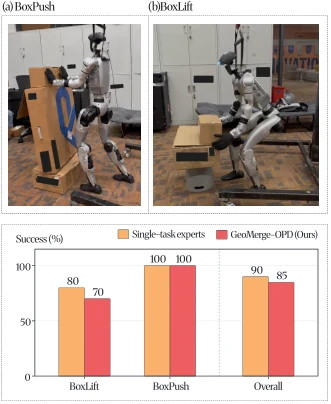 (a) BoxPush
(b)BoxLift
Success (%)
Single-task experts
GeoMerge-OPD (Ours)
100
50
0
80
70
100
100
90
85
BoxLift
BoxPush
Overall